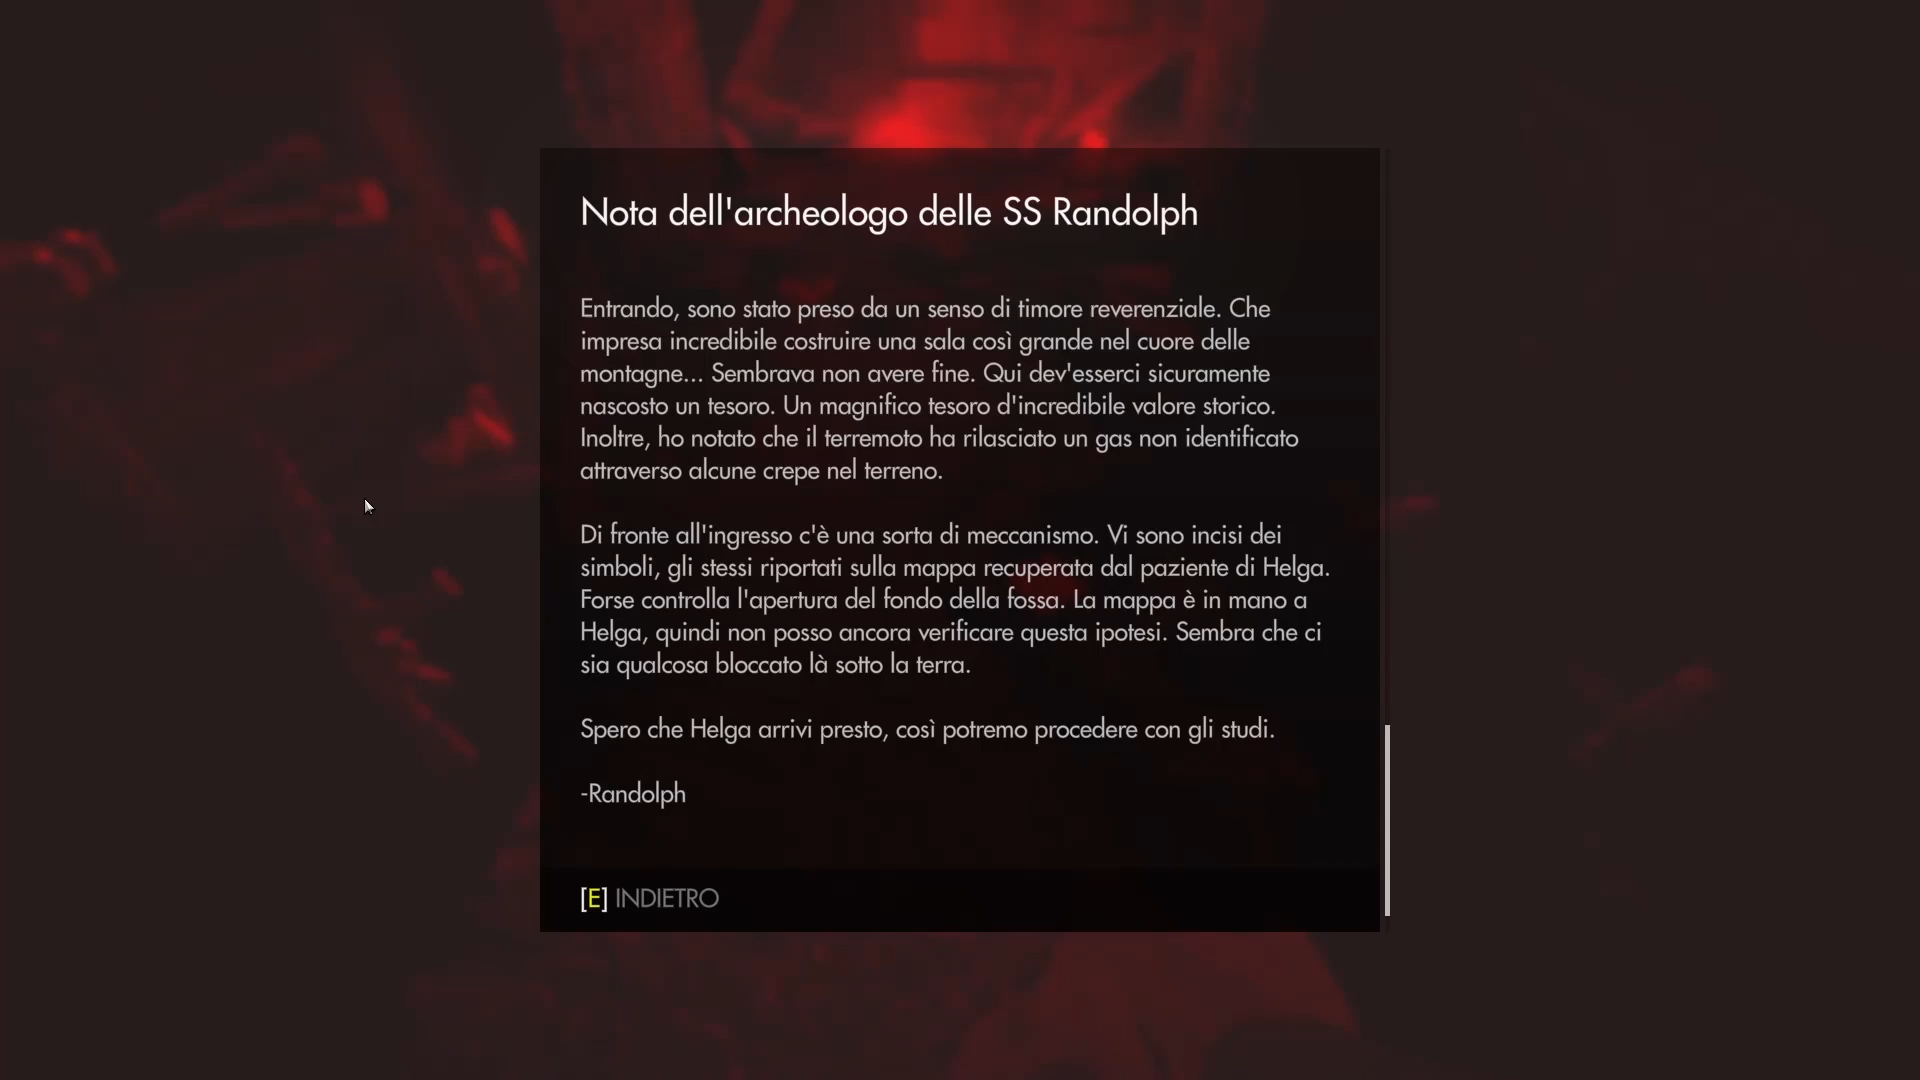 Nota dell'archeologo delle SS Randolph
Entrando, sono stato preso da un senso di timore reverenziale. Che
impresa incredibile costruire una sala così grande nel cuore delle
montagne... Sembrava non avere fine. Qui dev'esserci sicuramente
nascosto un tesoro. Un magnifico tesoro d'incredibile valore storico.
Inoltre, ho notato che il terremoto ha rilasciato un gas non identificato
attraverso alcune crepe nel terreno.
Di fronte all'ingresso c'è una sorta di meccanismo. Vi sono incisi dei
simboli, gli stessi riportati sulla mappa recuperata dal paziente di Helga.
Forse controlla l'apertura del fondo della fossa. La mappa è in mano a
Helga, quindi non posso ancora verificare questa ipotesi. Sembra che ci
sia qualcosa bloccato là sotto la terra.
Spero che Helga arrivi presto, così potremo procedere con gli studi.
-Randolph
[E] INDIETRO